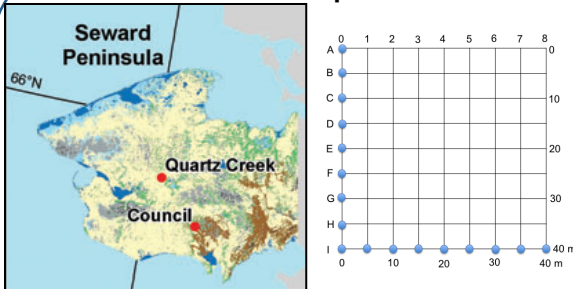 Seward
Peninsula
66°N
Quartz Creek
Council
0 1 2 3 4 5 6 7 8
A 0
B
C 10
D
E 20
F
G 30
H
I 40 m
0 10 20 30 40 m